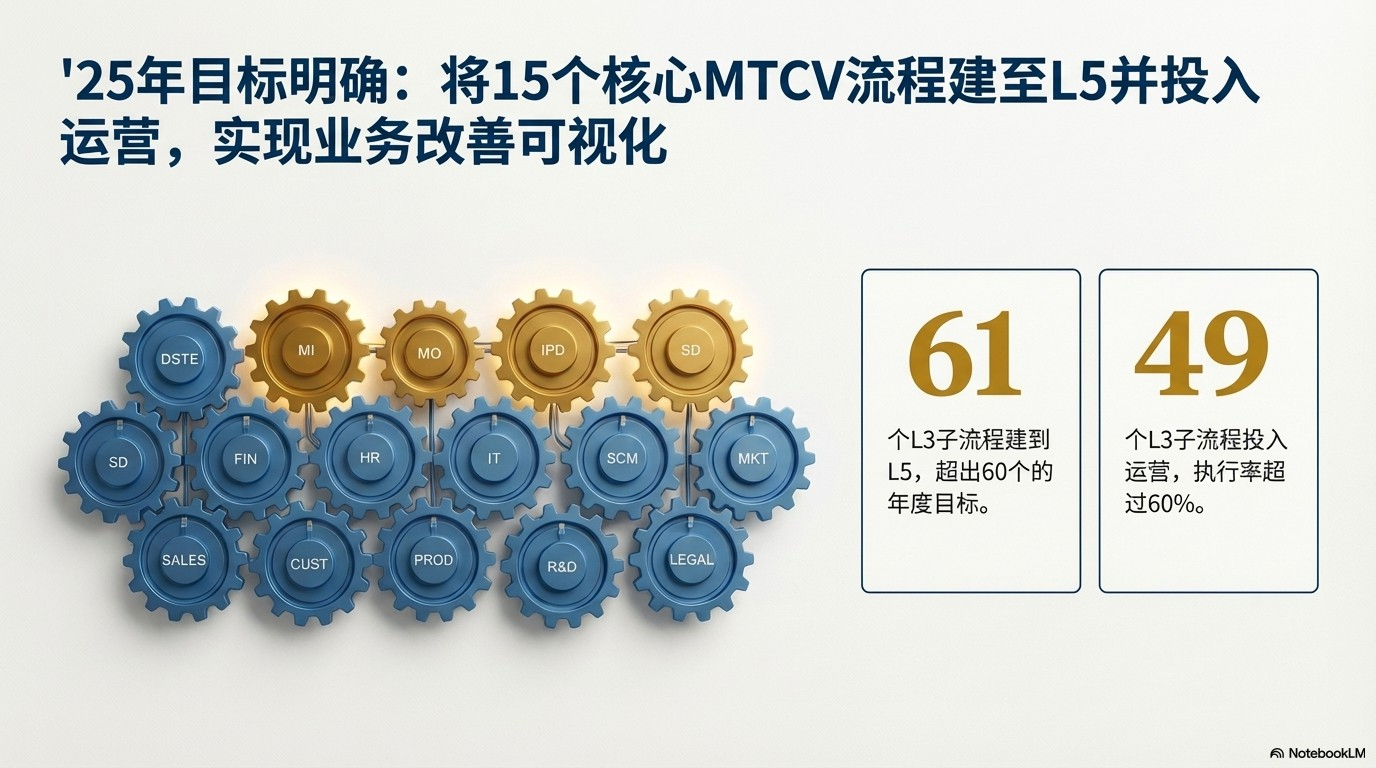 '25年目标明确：将15个核心MTCV流程建至L5并投入
运营，实现业务改善可视化
DSTE
MI
MO
IPD
SD
SD
FIN
HR
IT
SCM
MKT
SALES
CUST
PROD
R&D
LEGAL
61
个L3子流程建到
L5，超出60个的
年度目标。
49
个L3子流程投入
运营，执行率超
过60%。
NotebookLM